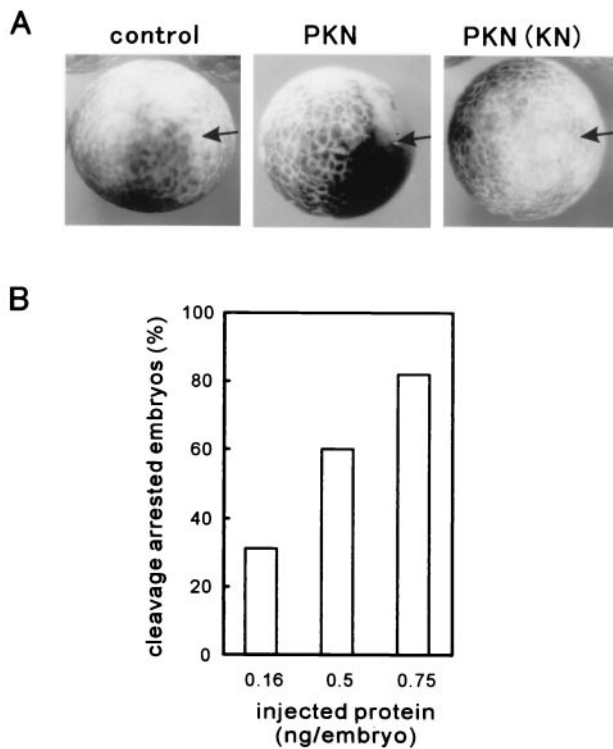 A
control PKN PKN (KN)
B
cleavage arrested embryos (%)
100
80
60
40
20
0
0.16 0.5 0.75
injected protein
(ng/embryo)